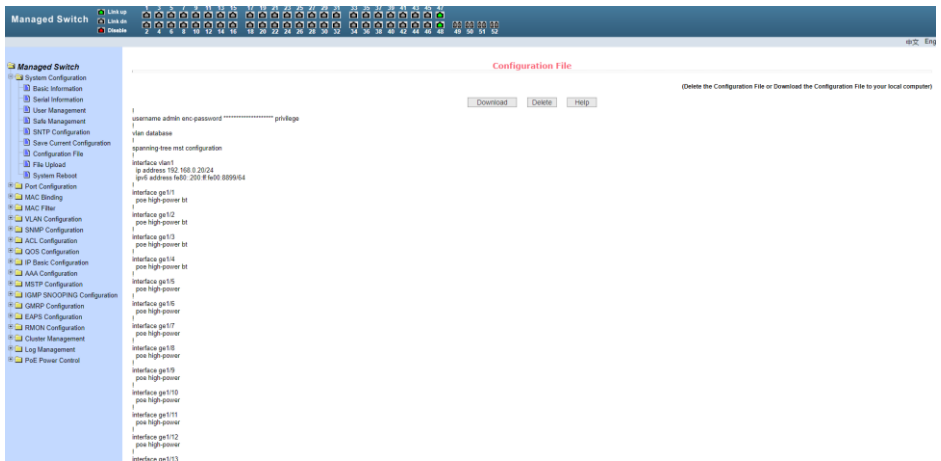 Managed Switch
Link up
Link dn
Disable
1 3 5 7 9 11 13 15 17 19 21 23 25 27 29 31 33 35 37 39 41 43 45 47
2 4 6 8 10 12 14 16 18 20 22 24 26 28 30 32 34 36 38 40 42 44 46 48 49 50 51 52
中文 Eng
Managed Switch
System Configuration
Basic Information
Serial Information
User Management
Safe Management
SNTP Configuration
Save Current Configuration
Configuration File
File Upload
System Reboot
Port Configuration
MAC Binding
MAC Filter
VLAN Configuration
SNMP Configuration
ACL Configuration
QOS Configuration
IP Basic Configuration
AAA Configuration
MSTP Configuration
IGMP SNOOPING Configuration
GMRP Configuration
EAPS Configuration
RMON Configuration
Cluster Management
Log Management
PoE Power Control
Configuration File
(Delete the Configuration File or Download the Configuration File to your local computer)
Download Delete Help
!
username admin enc-password ******************** privilege
!
vlan database
!
spanning-tree mst configuration
!
interface vlan1
ip address 192.168.0.20/24
ipv6 address fe80::200:ff:fe00:8899/64
!
interface ge1/1
poe high-power bt
!
interface ge1/2
poe high-power bt
!
interface ge1/3
poe high-power bt
!
interface ge1/4
poe high-power bt
!
interface ge1/5
poe high-power
!
interface ge1/6
poe high-power
!
interface ge1/7
poe high-power
!
interface ge1/8
poe high-power
!
interface ge1/9
poe high-power
!
interface ge1/10
poe high-power
!
interface ge1/11
poe high-power
!
interface ge1/12
poe high-power
!
interface ge1/13